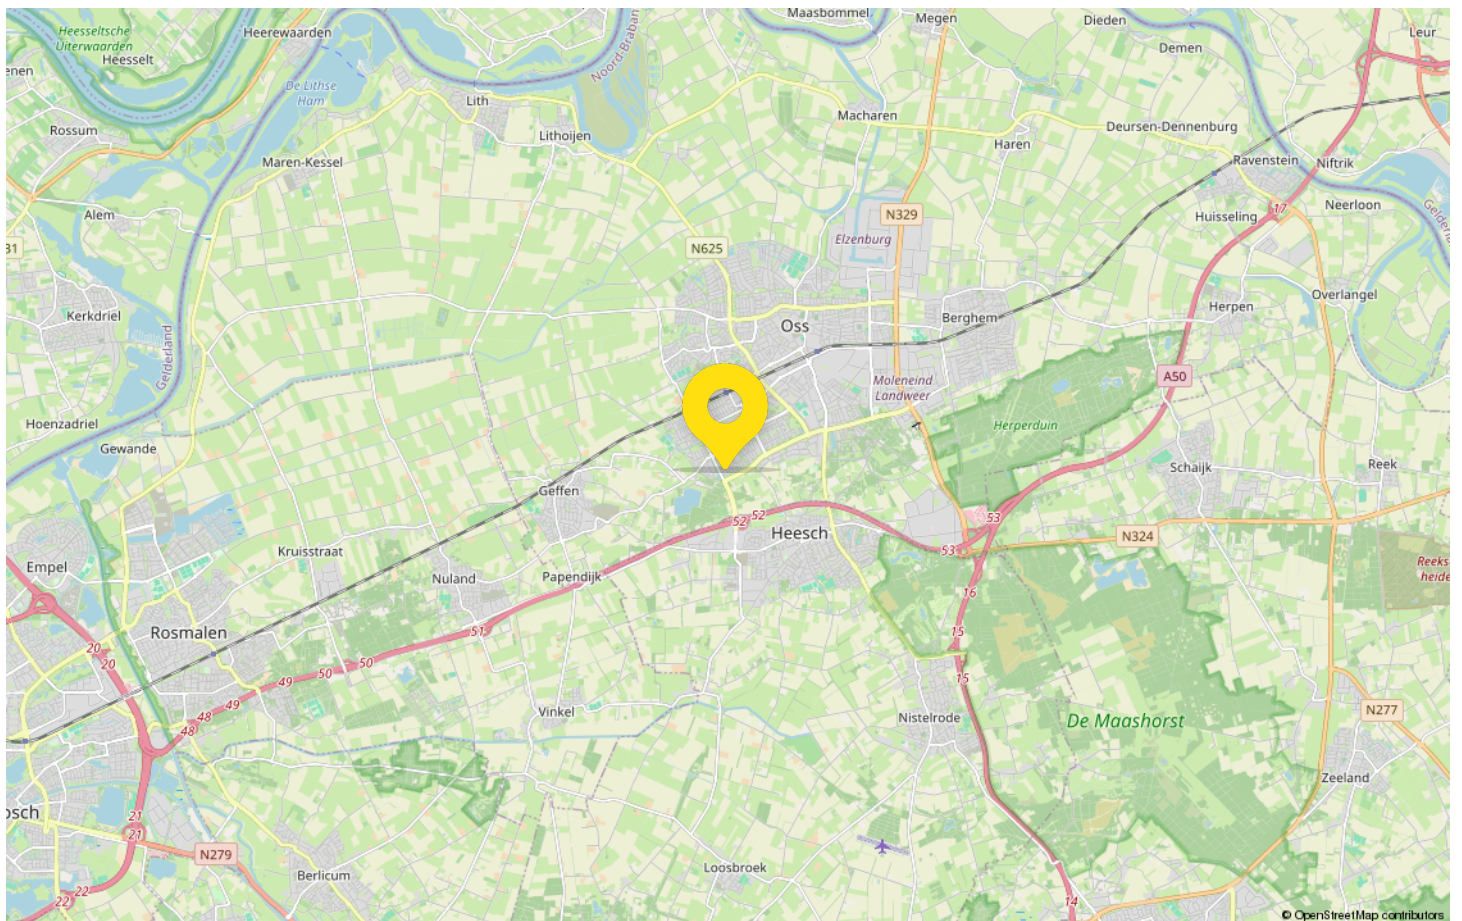 Maasbommel
Megen
Dieden
Leur
Heesseltsche
Uiterwaarden
Heesselt
Heerewaarden
Demen
Noord-Braban
De Lithse
Ham
Lith
Macharen
Rossum
Lithoijen
Deursen-Dennenburg
Haren
Maren-Kessel
Ravenstein
Niftrik
Alem
N329
17
Neerloon
Huisseling
Gelderla
31
N625
Elzenburg
Kerkdriel
Gelderland
Overlangel
Herpen
Berghem
Oss
A50
Moleneind
Landweer
Hoenzadriel
Herperduin
Gewande
Schaijk
Reek
Geffen
52
52
53
Heesch
N324
53
Kruisstraat
Empel
Nuland
Papendijk
Reeks
heide
16
Rosmalen
51
15
20
20
50
50
49
49
15
48
48
Vinkel
Nistelrode
De Maashorst
N277
Zeeland
osch
21
21
N279
Berlicum
Loosbroek
22
22
14
© OpenStreetMap contributors